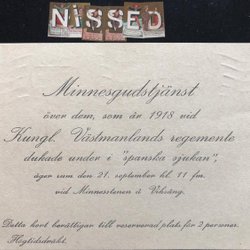 NISSED
Minnesgudstjänst
över dem, som år 1918 vid
Kungl. Västmanlands regemente
dukade under i "spanska sjukan",
äger rum den 21. september kl. 11 fm.
vid Minnesstenen å Viksäng.
Detta kort berättigar till reserverad plats för 2 personer.
Högtidsdräkt.